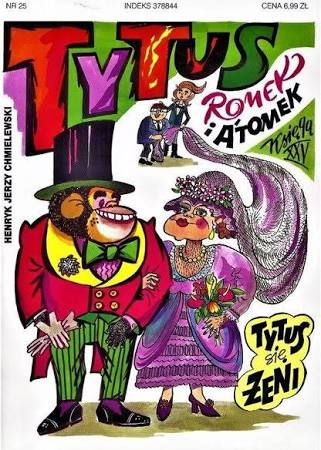 NR 25 INDEKS 378844 CENA 6,99 ZŁ
TYTUS
ROMEK
i A'TOMEK
Księga
XXV
HENRYK JERZY CHMIELEWSKI
TYTUS
się
ŻENI